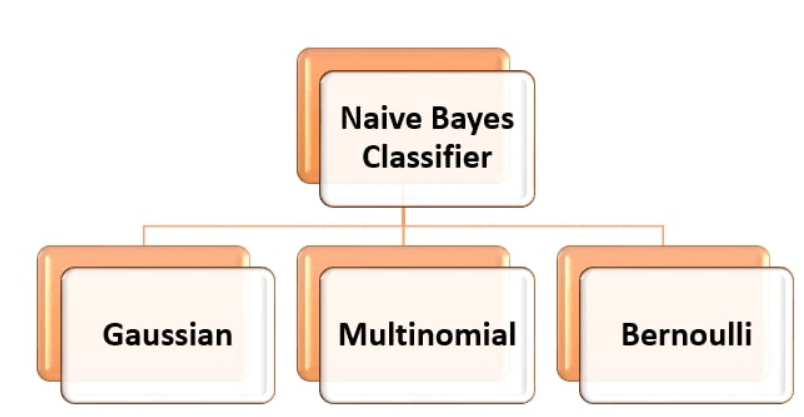 Naive Bayes
Classifier
Gaussian
Multinomial
Bernoulli